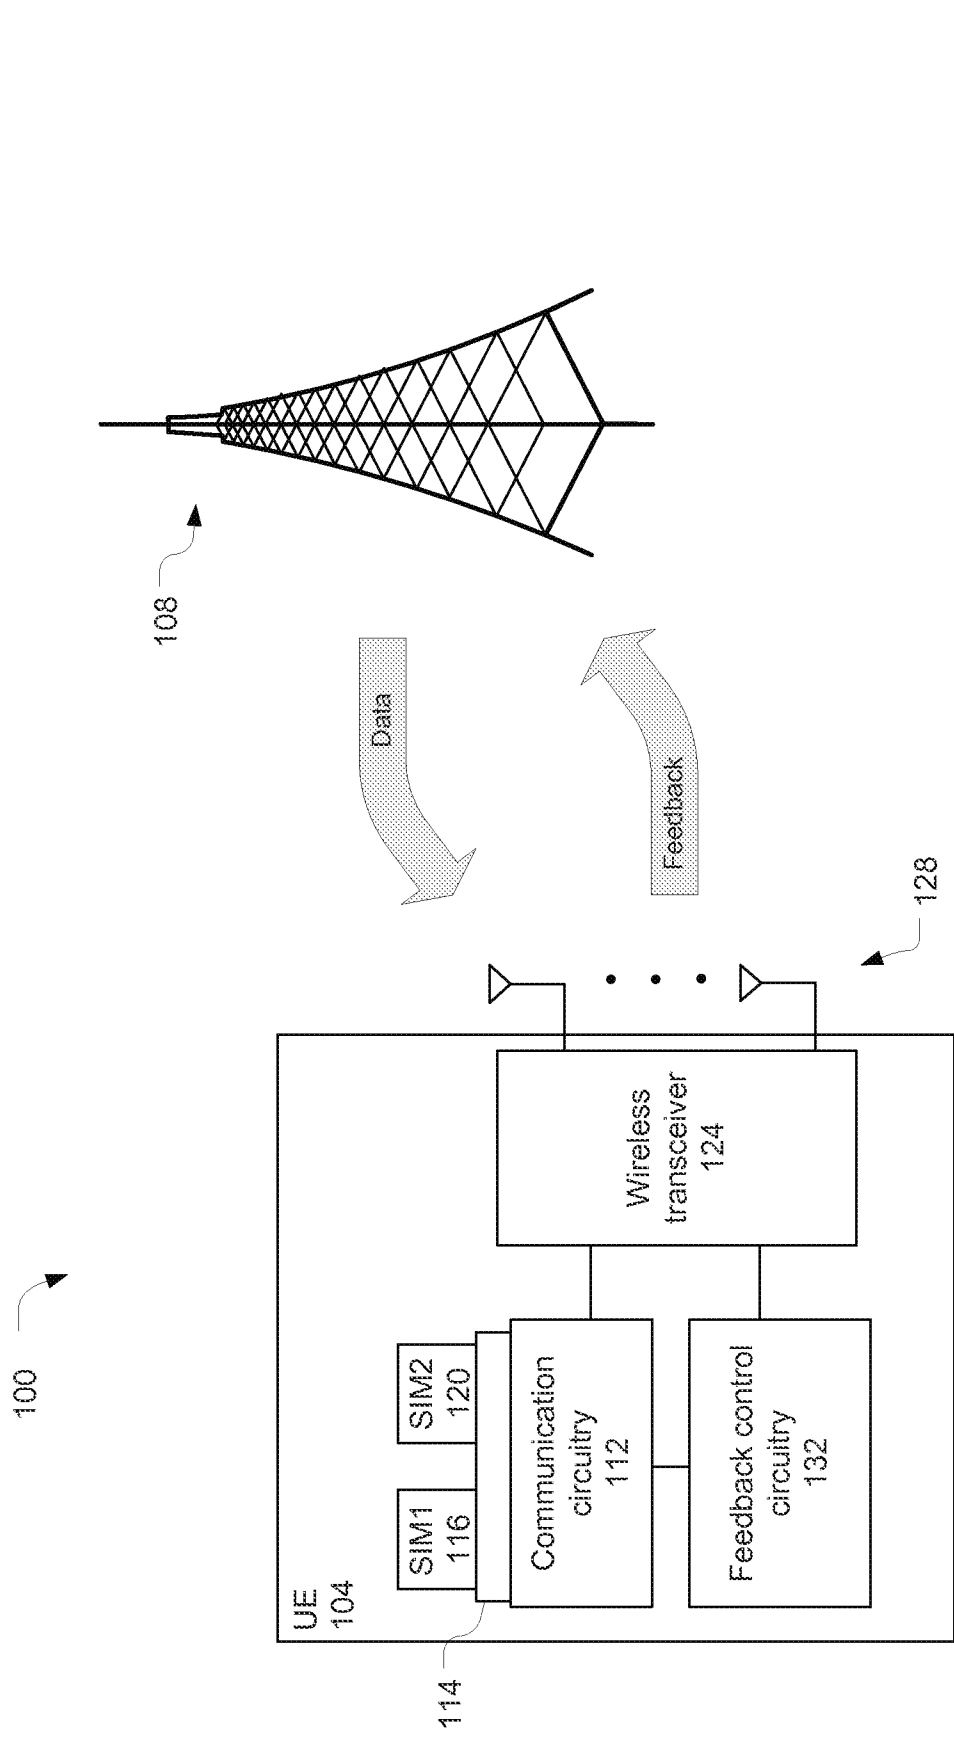 100
UE
104
114
SIM1
116
SIM2
120
Communication
circuitry
112
Feedback control
circuitry
132
Wireless
transceiver
124
128
Data
Feedback
108